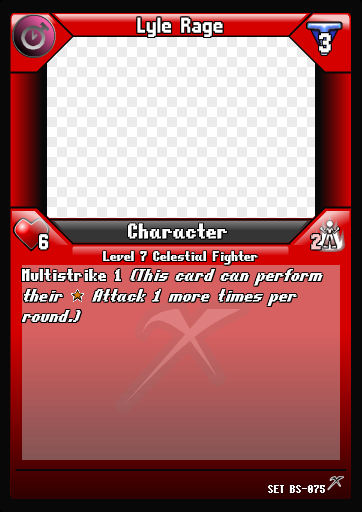 Lyle Rage
3
Character
6
2
Level 7 Celestial Fighter
Multistrike 1 (This card can perform
their Attack 1 more times per
round.)
SET BS-075